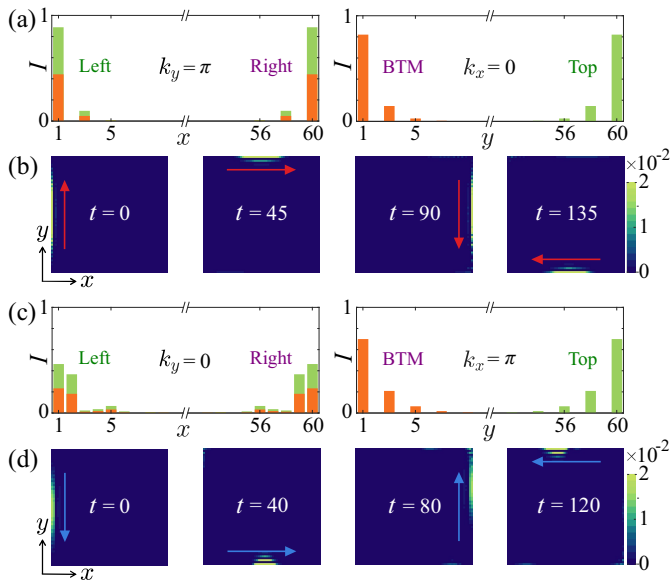 (a)
1
I
0
Left
k_y = π
Right
1
5
x
56
60
1
I
0
BTM
k_x = 0
Top
1
5
y
56
60
(b)
t = 0
y
x
t = 45
t = 90
t = 135
×10⁻²
2
1
0
(c)
1
I
0
Left
k_y = 0
Right
1
5
x
56
60
1
I
0
BTM
k_x = π
Top
1
5
y
56
60
(d)
t = 0
y
x
t = 40
t = 80
t = 120
×10⁻²
2
1
0